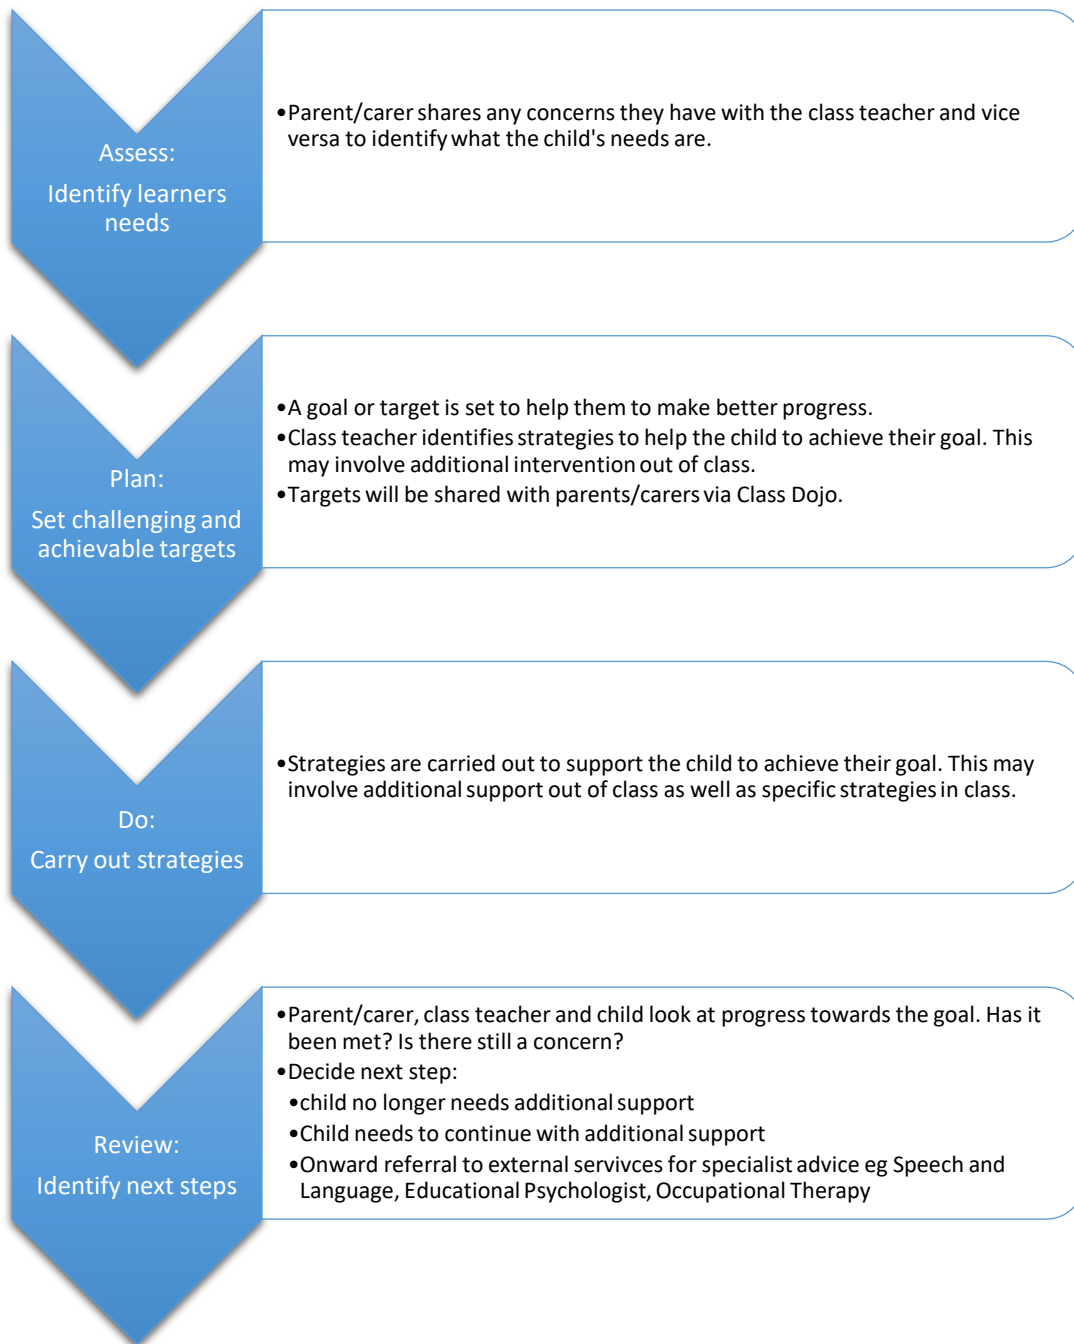 Assess:
Identify learners
needs
•Parent/carer shares any concerns they have with the class teacher and vice
versa to identify what the child's needs are.
Plan:
Set challenging and
achievable targets
•A goal or target is set to help them to make better progress.
•Class teacher identifies strategies to help the child to achieve their goal. This
may involve additional intervention out of class.
•Targets will be shared with parents/carers via Class Dojo.
Do:
Carry out strategies
•Strategies are carried out to support the child to achieve their goal. This may
involve additional support out of class as well as specific strategies in class.
Review:
Identify next steps
•Parent/carer, class teacher and child look at progress towards the goal. Has it
been met? Is there still a concern?
•Decide next step:
•child no longer needs additional support
•Child needs to continue with additional support
•Onward referral to external servivces for specialist advice eg Speech and
Language, Educational Psychologist, Occupational Therapy